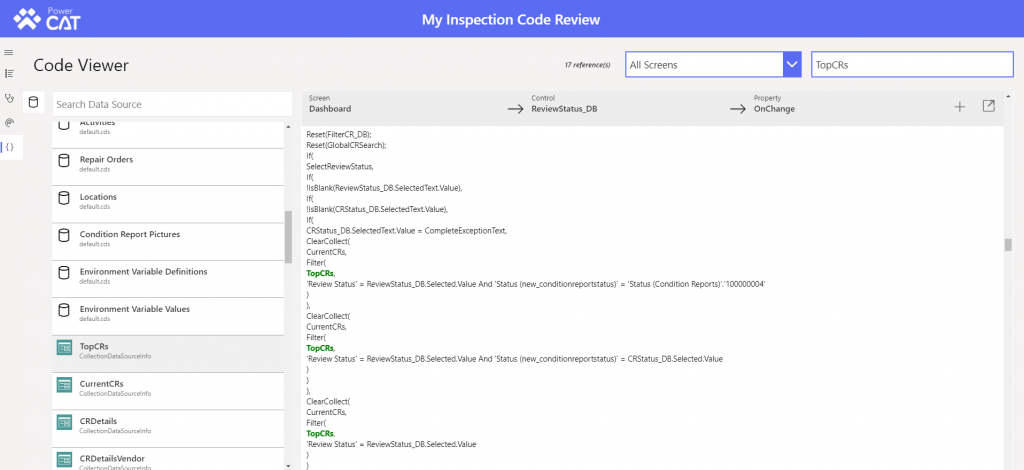 Power
CAT
My Inspection Code Review
Code Viewer
17 reference(s)
All Screens
TopCRs
Search Data Source
Activities
default.cds
Repair Orders
default.cds
Locations
default.cds
Condition Report Pictures
default.cds
Environment Variable Definitions
default.cds
Environment Variable Values
default.cds
TopCRs
CollectionDataSourceInfo
CurrentCRs
CollectionDataSourceInfo
CRDetails
CollectionDataSourceInfo
CRDetailsVendor
CollectionDataSourceInfo
Screen
Dashboard
Control
ReviewStatus_DB
Property
OnChange
Reset(FilterCR_DB);
Reset(GlobalCRSearch);
If(
SelectReviewStatus,
If(
!IsBlank(ReviewStatus_DB.SelectedText.Value),
If(
!IsBlank(CRStatus_DB.SelectedText.Value),
If(
CRStatus_DB.SelectedText.Value = CompleteExceptionText,
ClearCollect(
CurrentCRs,
Filter(
TopCRs,
'Review Status' = ReviewStatus_DB.Selected.Value And 'Status (new_conditionreportstatus)' = 'Status (Condition Reports)'.'100000004'
)
),
ClearCollect(
CurrentCRs,
Filter(
TopCRs,
'Review Status' = ReviewStatus_DB.Selected.Value And 'Status (new_conditionreportstatus)' = CRStatus_DB.Selected.Value
)
)
),
ClearCollect(
CurrentCRs,
Filter(
TopCRs,
'Review Status' = ReviewStatus_DB.Selected.Value
)
)